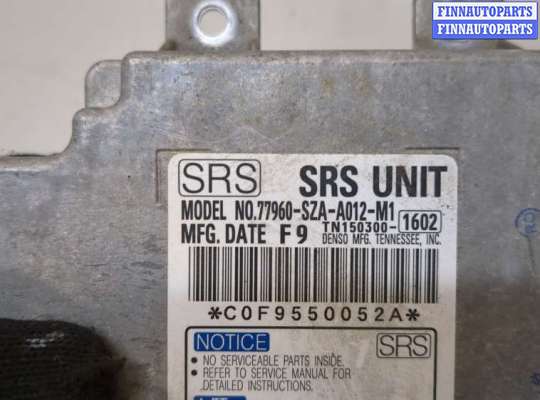 FINNAUTOPARTS
FINNAUTOPARTS
SRS SRS UNIT
MODEL NO.77960-SZA-A012-M1
MFG. DATE F 9 TN150300-1602
DENSO MFG. TENNESSEE, INC.
*C0F9550052A*
NOTICE SRS
• NO SERVICEABLE PARTS INSIDE.
• REFER TO SERVICE MANUAL FOR
DETAILED INSTRUCTIONS.